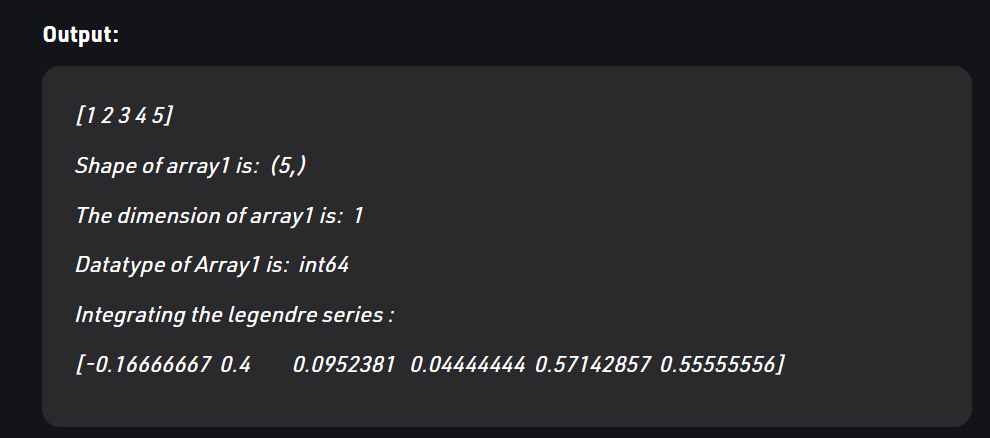 Output:
[1 2 3 4 5]
Shape of array1 is:  (5,)
The dimension of array1 is:  1
Datatype of Array1 is:  int64
Integrating the legendre series :
[-0.16666667  0.4        0.0952381   0.04444444  0.57142857  0.55555556]